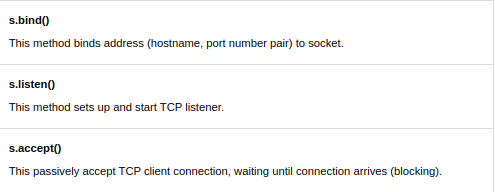 s.bind()
This method binds address (hostname, port number pair) to socket.
s.listen()
This method sets up and start TCP listener.
s.accept()
This passively accept TCP client connection, waiting until connection arrives (blocking).